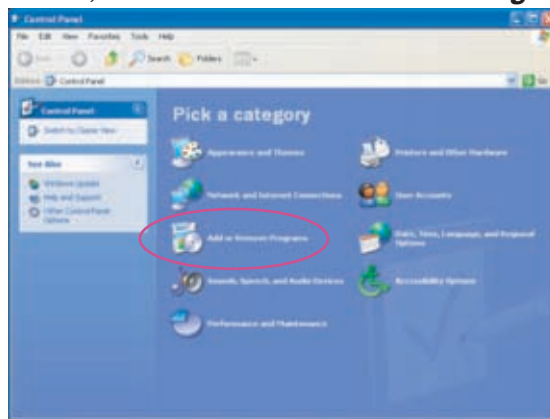 Control Panel
File Edit View Favorites Tools Help
Search Folders
Address Control Panel Go
Control Panel
Switch to Classic View
See Also
Windows Update
Help and Support
Other Control Panel
Options
Pick a category
Appearance and Themes
Printers and Other Hardware
Network and Internet Connections
User Accounts
Add or Remove Programs
Date, Time, Language, and Regional
Options
Sounds, Speech, and Audio Devices
Accessibility Options
Performance and Maintenance